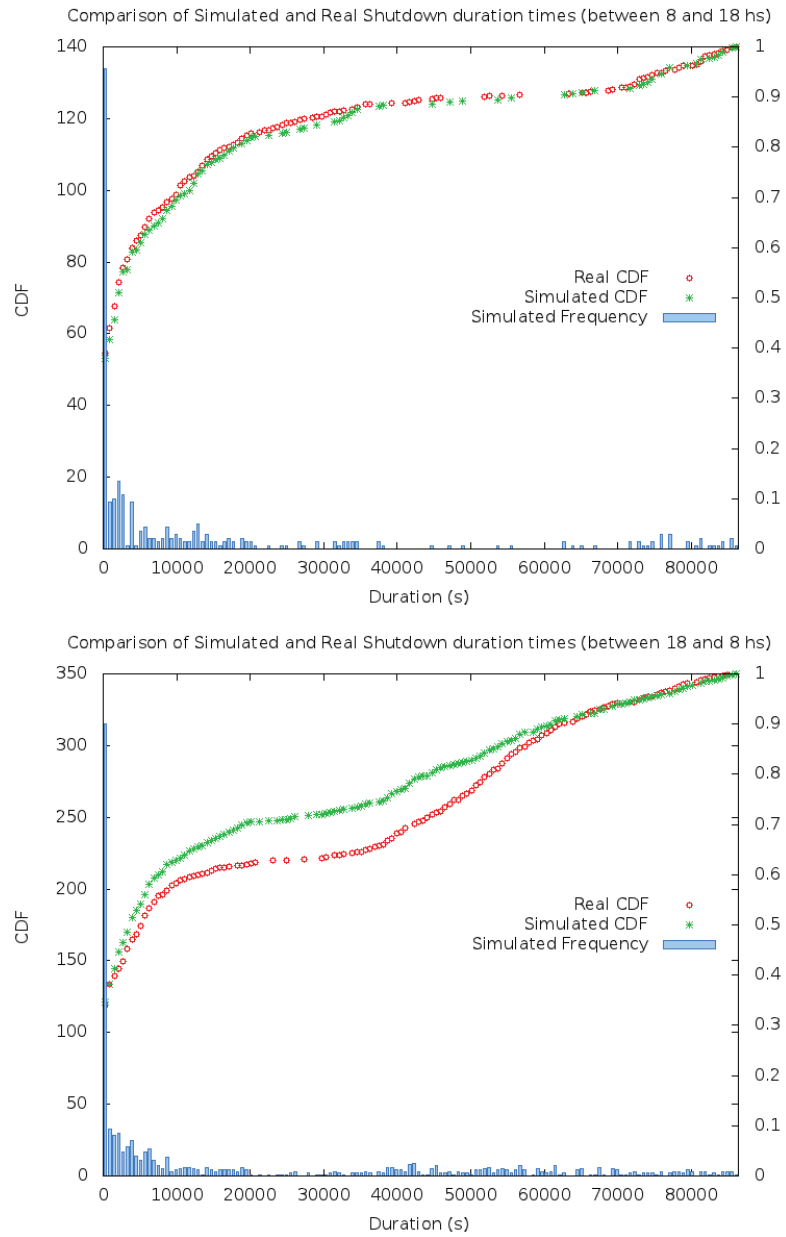 Comparison of Simulated and Real Shutdown duration times (between 8 and 18 hs)
140
120
100
80
60
40
20
0
CDF
1
0.9
0.8
0.7
0.6
0.5
0.4
0.3
0.2
0.1
0
Real CDF
Simulated CDF
Simulated Frequency
0 10000 20000 30000 40000 50000 60000 70000 80000
Duration (s)
Comparison of Simulated and Real Shutdown duration times (between 18 and 8 hs)
350
300
250
200
150
100
50
0
CDF
1
0.9
0.8
0.7
0.6
0.5
0.4
0.3
0.2
0.1
0
Real CDF
Simulated CDF
Simulated Frequency
0 10000 20000 30000 40000 50000 60000 70000 80000
Duration (s)